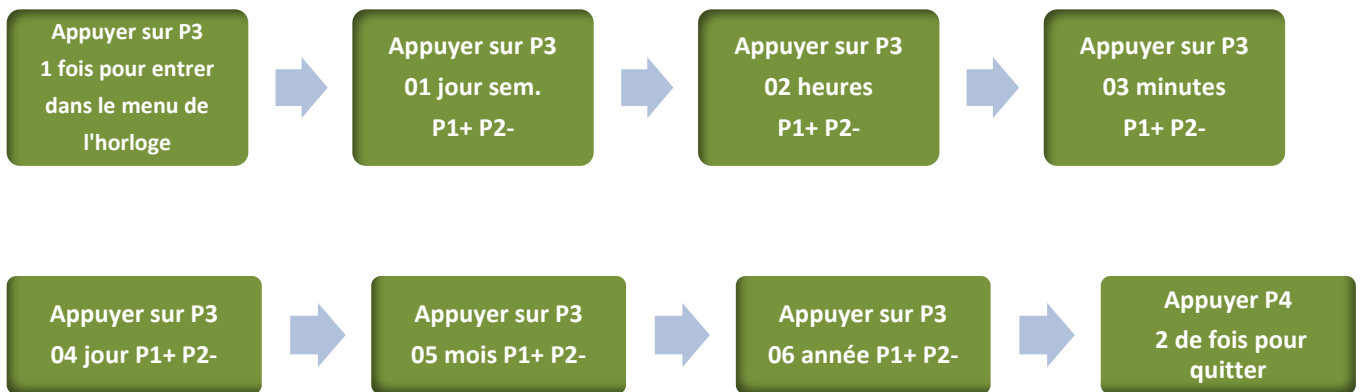 Appuyer sur P3
1 fois pour entrer
dans le menu de
l'horloge
Appuyer sur P3
01 jour sem.
P1+ P2-
Appuyer sur P3
02 heures
P1+ P2-
Appuyer sur P3
03 minutes
P1+ P2-
Appuyer sur P3
04 jour P1+ P2-
Appuyer sur P3
05 mois P1+ P2-
Appuyer sur P3
06 année P1+ P2-
Appuyer P4
2 de fois pour
quitter